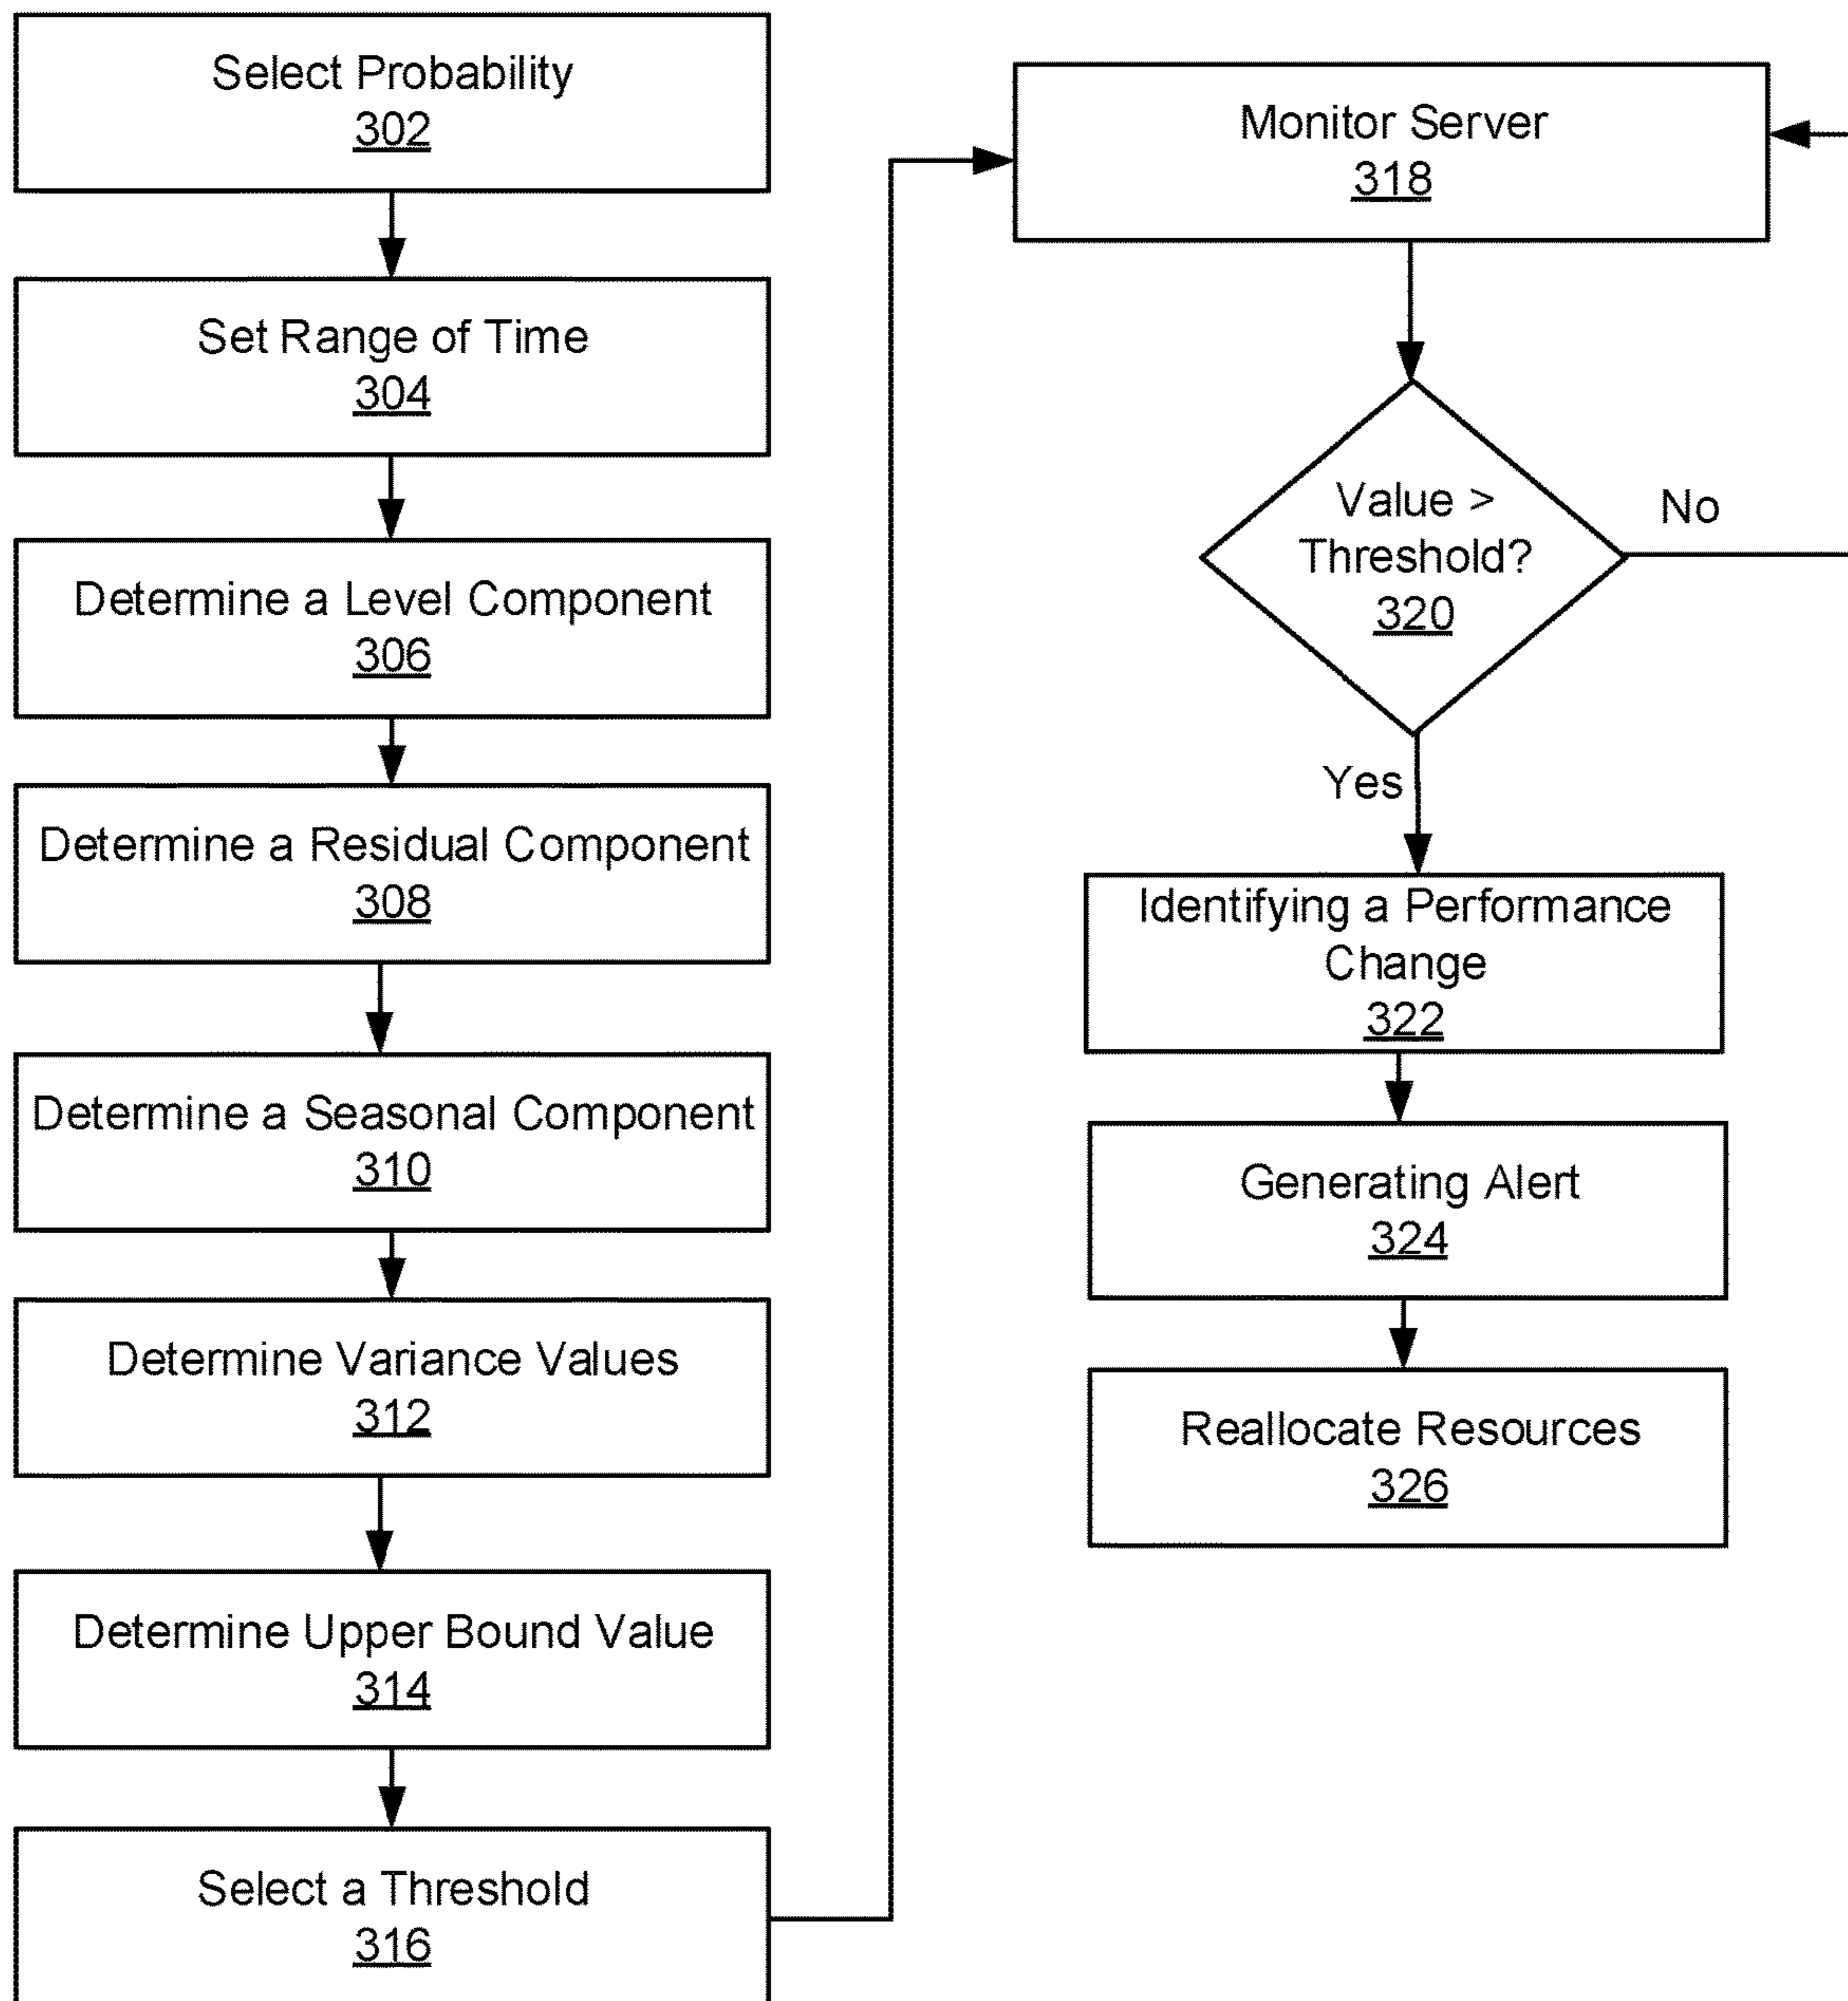 Select Probability
302
Set Range of Time
304
Determine a Level Component
306
Determine a Residual Component
308
Determine a Seasonal Component
310
Determine Variance Values
312
Determine Upper Bound Value
314
Select a Threshold
316
Monitor Server
318
Value >
Threshold?
320
No
Yes
Identifying a Performance
Change
322
Generating Alert
324
Reallocate Resources
326